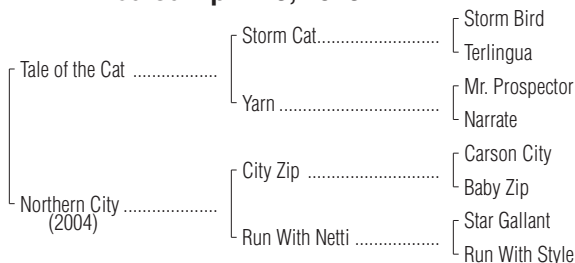 Storm Bird
Storm Cat..............................
Terlingua
Tale of the Cat ....................
Mr. Prospector
Yarn .......................................
Narrate
Carson City
City Zip ................................
Baby Zip
Northern City ......................
(2004)
Star Gallant
Run With Netti ....................
Run With Style